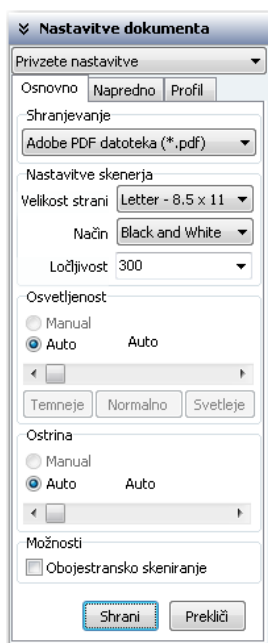 Nastavitve dokumenta
Privzete nastavitve
Osnovno Napredno Profil
Shranjevanje
Adobe PDF datoteka (*.pdf)
Nastavitve skenerja
Velikost strani Letter - 8.5 x 11
Način Black and White
Ločljivost 300
Osvetljenost
Manual
Auto Auto
Temneje Normalno Svetleje
Ostrina
Manual
Auto Auto
Možnosti
Obojestransko skeniranje
Shrani Prekliči